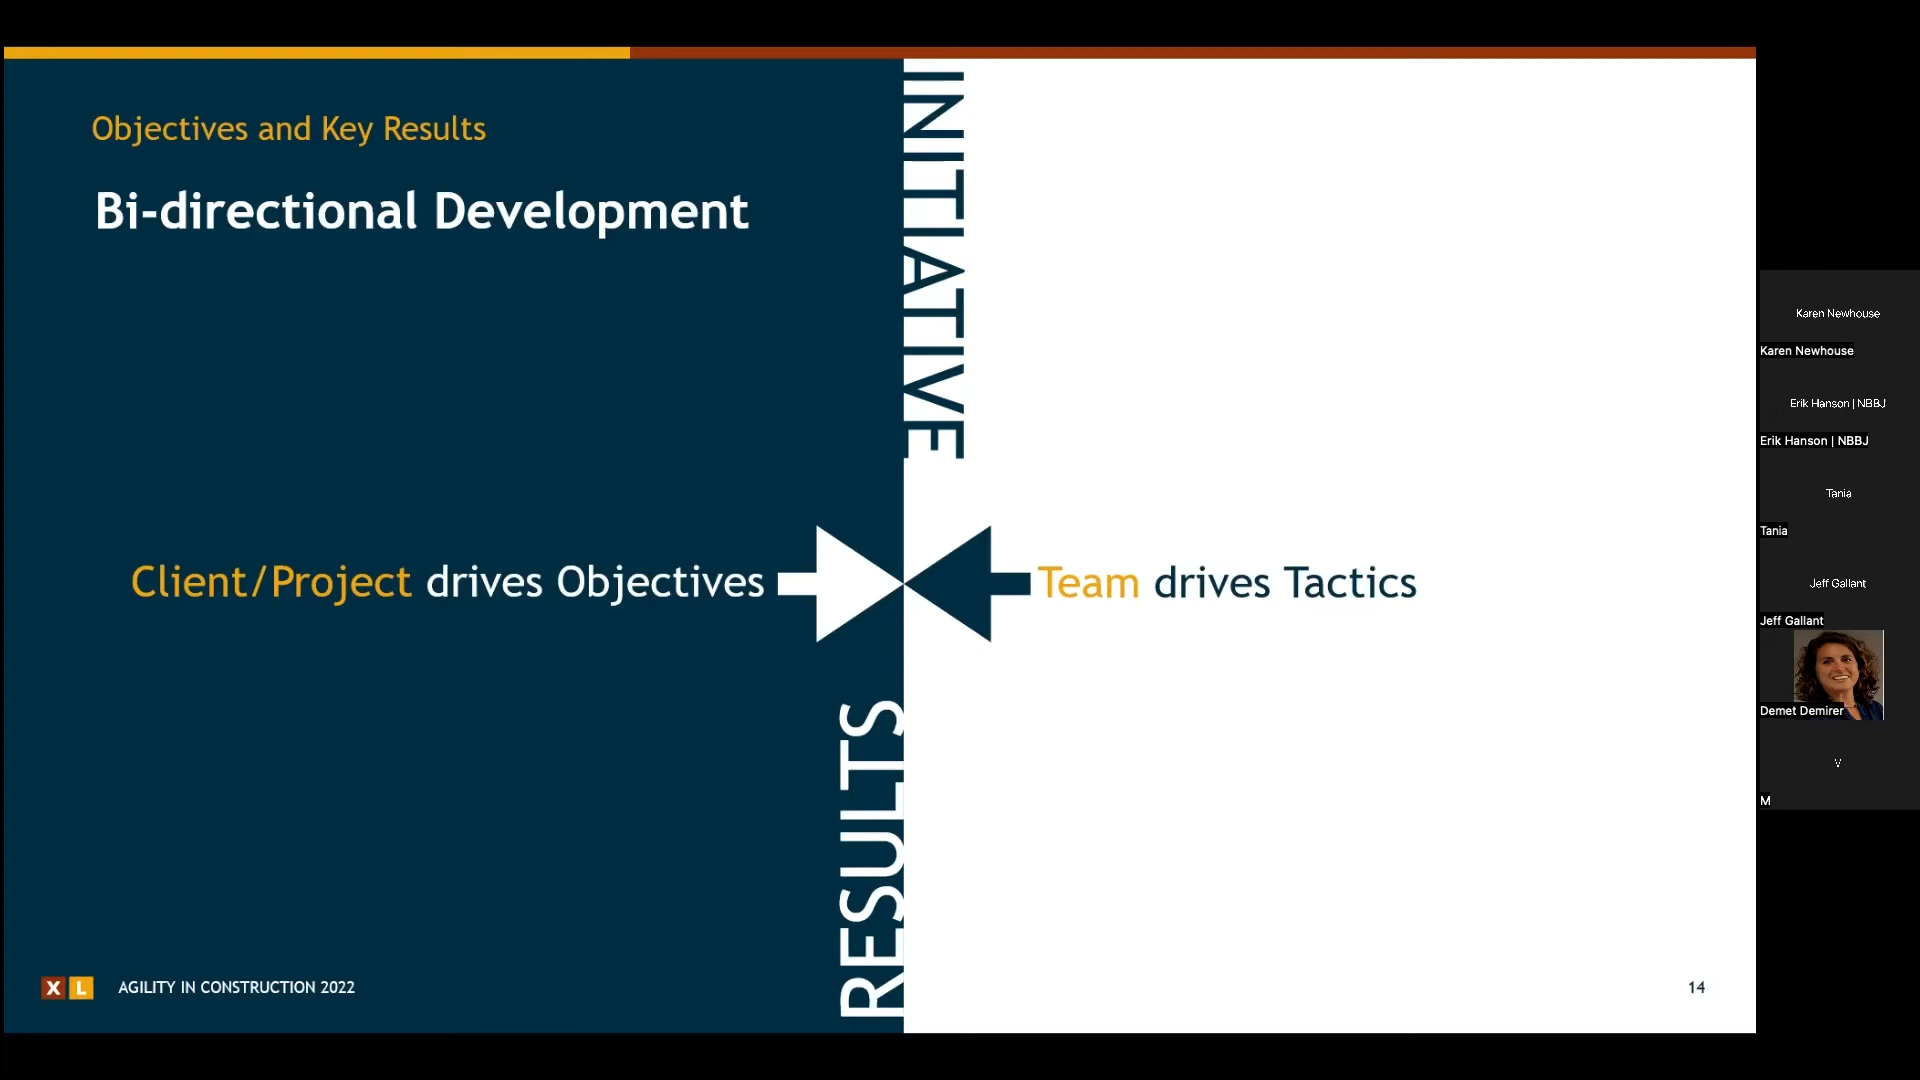 Objectives and Key Results
Bi-directional Development
INITIATIVE
Client/Project drives Objectives
Team drives Tactics
RESULTS
X L
AGILITY IN CONSTRUCTION 2022
14
Karen Newhouse
Karen Newhouse
Erik Hanson | NBBJ
Erik Hanson | NBBJ
Tania
Tania
Jeff Gallant
Jeff Gallant
Demet Demirer
V
M